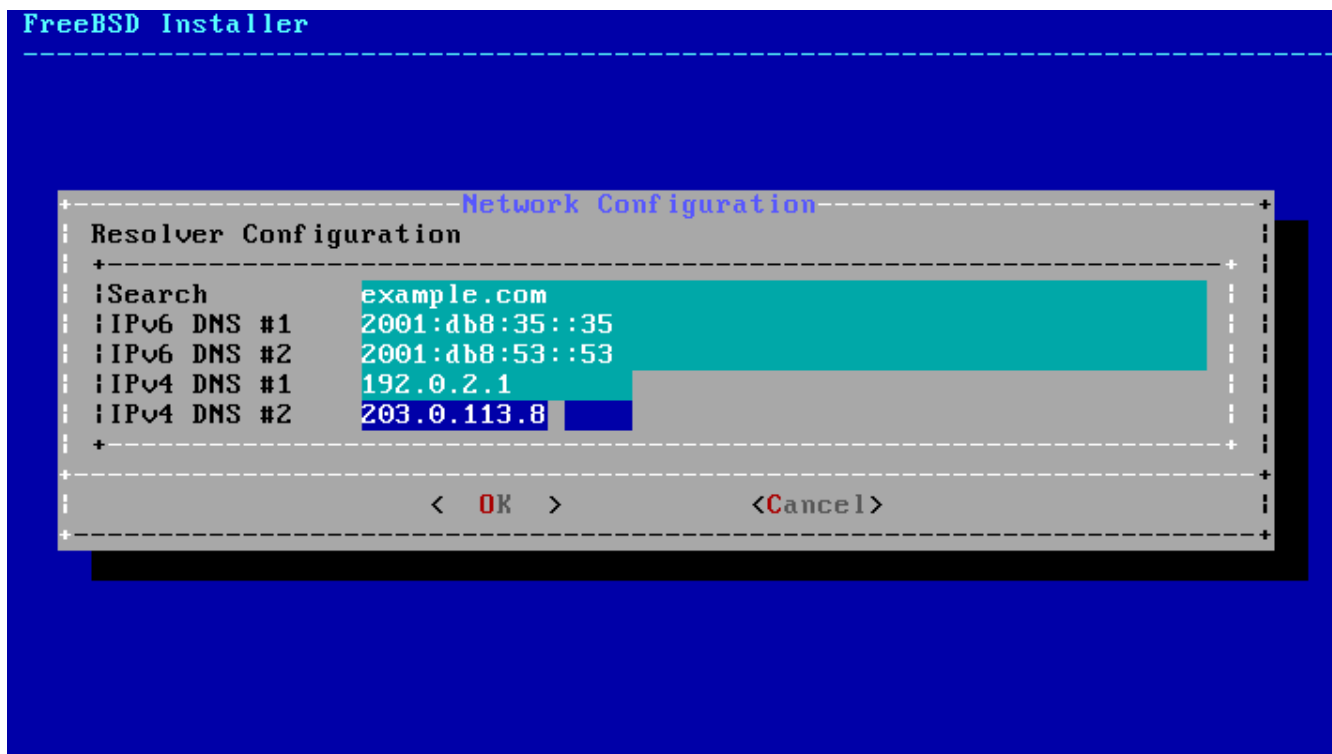 FreeBSD Installer
Network Configuration
Resolver Configuration
Search example.com
IPv6 DNS #1 2001:db8:35::35
IPv6 DNS #2 2001:db8:53::53
IPv4 DNS #1 192.0.2.1
IPv4 DNS #2 203.0.113.8
< OK > <Cancel>